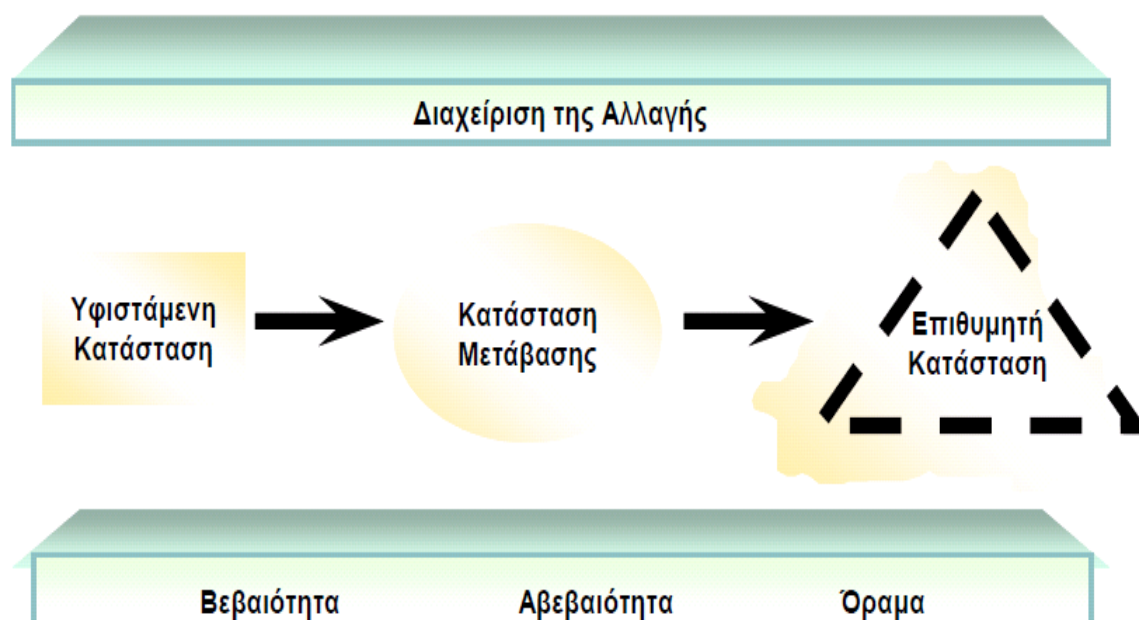 Διαχείριση της Αλλαγής
Υφιστάμενη
Κατάσταση
Κατάσταση
Μετάβασης
Επιθυμητή
Κατάσταση
Βεβαιότητα Αβεβαιότητα Όραμα